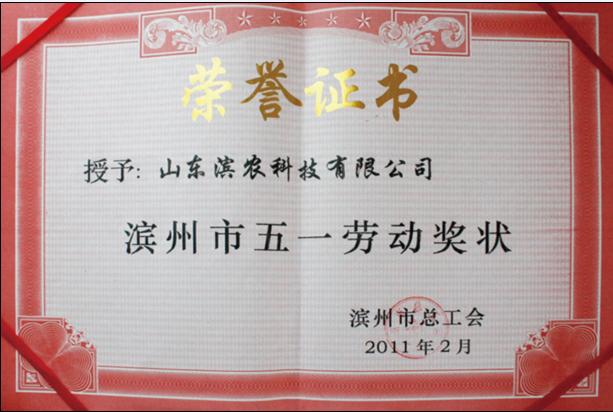 荣誉证书
授予:山东滨农科技有限公司
滨州市五一劳动奖状
滨州市总工会
2011年2月